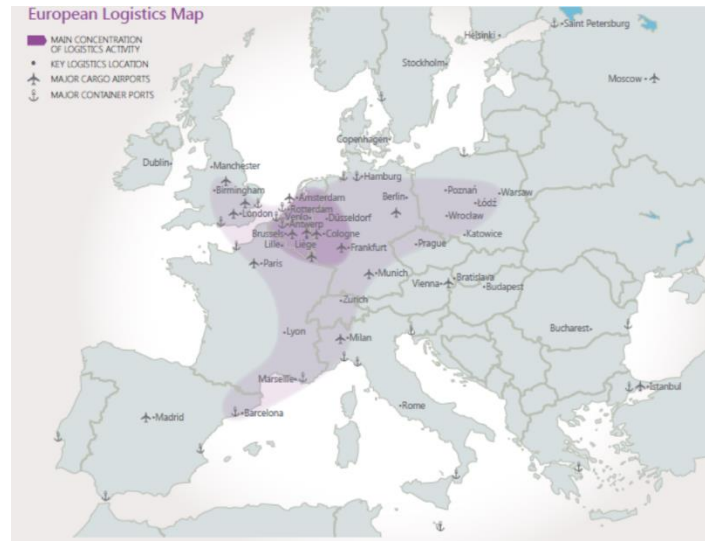 European Logistics Map
MAIN CONCENTRATION
OF LOGISTICS ACTIVITY
KEY LOGISTICS LOCATION
MAJOR CARGO AIRPORTS
MAJOR CONTAINER PORTS
Saint Petersburg
Helsinki
Stockholm
Moscow
Copenhagen
Dublin
Manchester
Birmingham
Hamburg
Amsterdam
Berlin
Poznań
Warsaw
Rotterdam
London
Venlo
Düsseldorf
Łódź
Antwerp
Wrocław
Brussels
Cologne
Katowice
Lille
Liège
Frankfurt
Prague
Paris
Munich
Vienna
Bratislava
Budapest
Zurich
Lyon
Milan
Bucharest
Marseille
Barcelona
Madrid
Rome
Istanbul